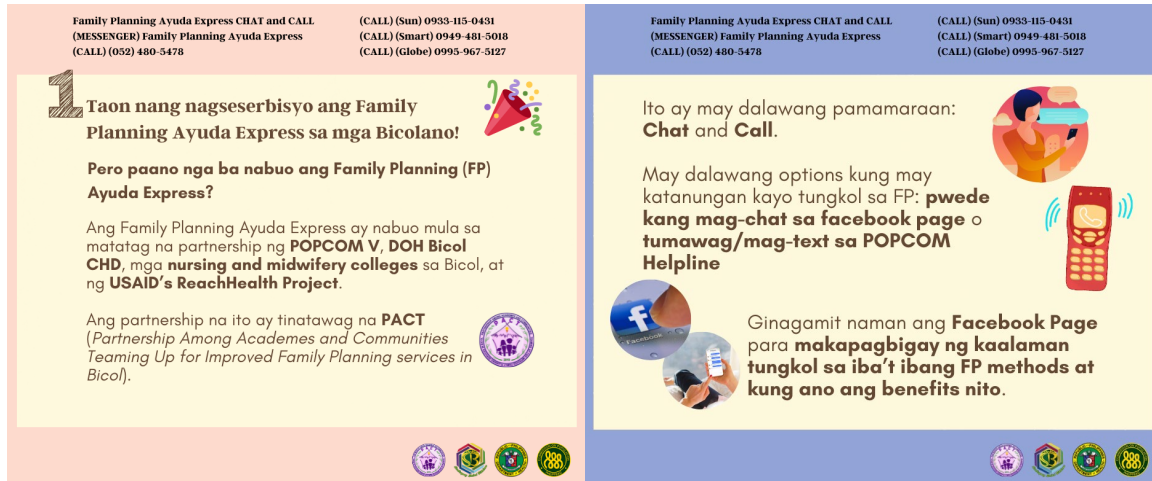 Family Planning Ayuda Express CHAT and CALL
(MESSENGER) Family Planning Ayuda Express
(CALL) (052) 480-5478
(CALL) (Sun) 0933-115-0431
(CALL) (Smart) 0949-481-5018
(CALL) (Globe) 0995-967-5127
1 Taon nang nagseserbisyo ang Family
Planning Ayuda Express sa mga Bicolano!
Pero paano nga ba nabuo ang Family Planning (FP)
Ayuda Express?
Ang Family Planning Ayuda Express ay nabuo mula sa
matatag na partnership ng POPCOM V, DOH Bicol
CHD, mga nursing and midwifery colleges sa Bicol, at
ng USAID's ReachHealth Project.
Ang partnership na ito ay tinatawag na PACT
(Partnership Among Academes and Communities
Teaming Up for Improved Family Planning services in
Bicol).
PACT
Family Planning Ayuda Express CHAT and CALL
(MESSENGER) Family Planning Ayuda Express
(CALL) (052) 480-5478
(CALL) (Sun) 0933-115-0431
(CALL) (Smart) 0949-481-5018
(CALL) (Globe) 0995-967-5127
Ito ay may dalawang pamamaraan:
Chat and Call.
May dalawang options kung may
katanungan kayo tungkol sa FP: pwede
kang mag-chat sa facebook page o
tumawag/mag-text sa POPCOM
Helpline
f
Facebook
Ginagamit naman ang Facebook Page
para makapagbigay ng kaalaman
tungkol sa iba't ibang FP methods at
kung ano ang benefits nito.